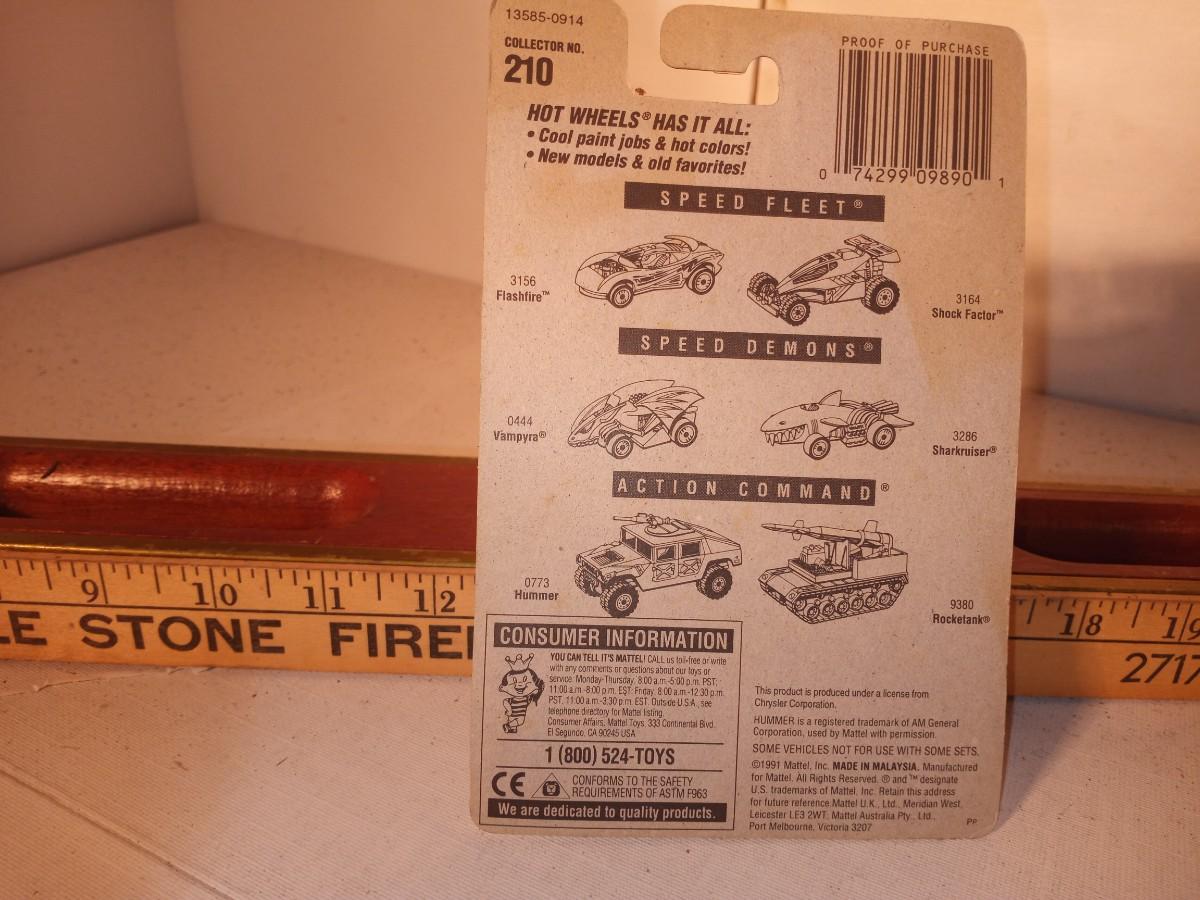 13585-0914
COLLECTOR NO.
210
PROOF OF PURCHASE
0 74299 09890 1
HOT WHEELS® HAS IT ALL:
• Cool paint jobs & hot colors!
• New models & old favorites!
SPEED FLEET®
3156
Flashfire™
3164
Shock Factor™
SPEED DEMONS®
0444
Vampyra®
3286
Sharkruiser®
ACTION COMMAND®
0773
Hummer
9380
Rocketank®
CONSUMER INFORMATION
YOU CAN TELL IT'S MATTEL! CALL us toll-free or write
with any comments or questions about our toys or
service. Monday-Thursday, 8:00 a.m.-5:00 p.m. PST;
11:00 a.m.-8:00 p.m. EST: Friday, 8:00 a.m.-12:30 p.m.
PST, 11:00 a.m.-3:30 p.m. EST. Outside U.S.A., see
telephone directory for Mattel listing.
Consumer Affairs, Mattel Toys, 333 Continental Blvd.
El Segundo, CA 90245 USA
1 (800) 524-TOYS
CE
CONFORMS TO THE SAFETY
REQUIREMENTS OF ASTM F963
We are dedicated to quality products.
This product is produced under a license from
Chrysler Corporation.
HUMMER is a registered trademark of AM General
Corporation, used by Mattel with permission.
SOME VEHICLES NOT FOR USE WITH SOME SETS.
©1991 Mattel, Inc. MADE IN MALAYSIA. Manufactured
for Mattel. All Rights Reserved. ® and ™ designate
U.S. trademarks of Mattel, Inc. Retain this address
for future reference Mattel U.K., Ltd., Meridian West,
Leicester LE3 2WT; Mattel Australia Pty., Ltd.,
Port Melbourne, Victoria 3207
PP
9 10 11 12 18 19
LE STONE FIREI
2717